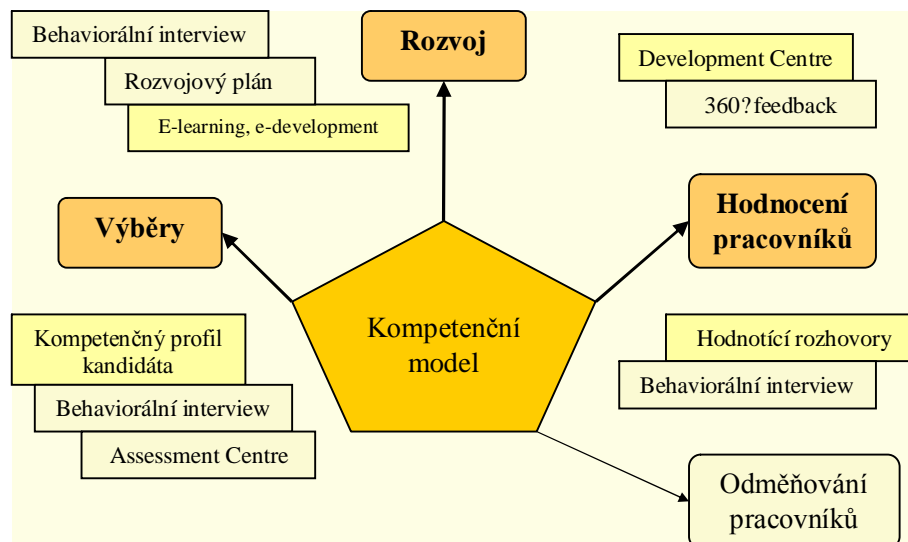 Behaviorální interview
Rozvojový plán
E-learning, e-development
Rozvoj
Development Centre
360?feedback
Výběry
Hodnocení
pracovníků
Kompetenční
model
Kompetenčný profil
kandidáta
Behaviorální interview
Assessment Centre
Hodnotící rozhovory
Behaviorální interview
Odměňování
pracovníků